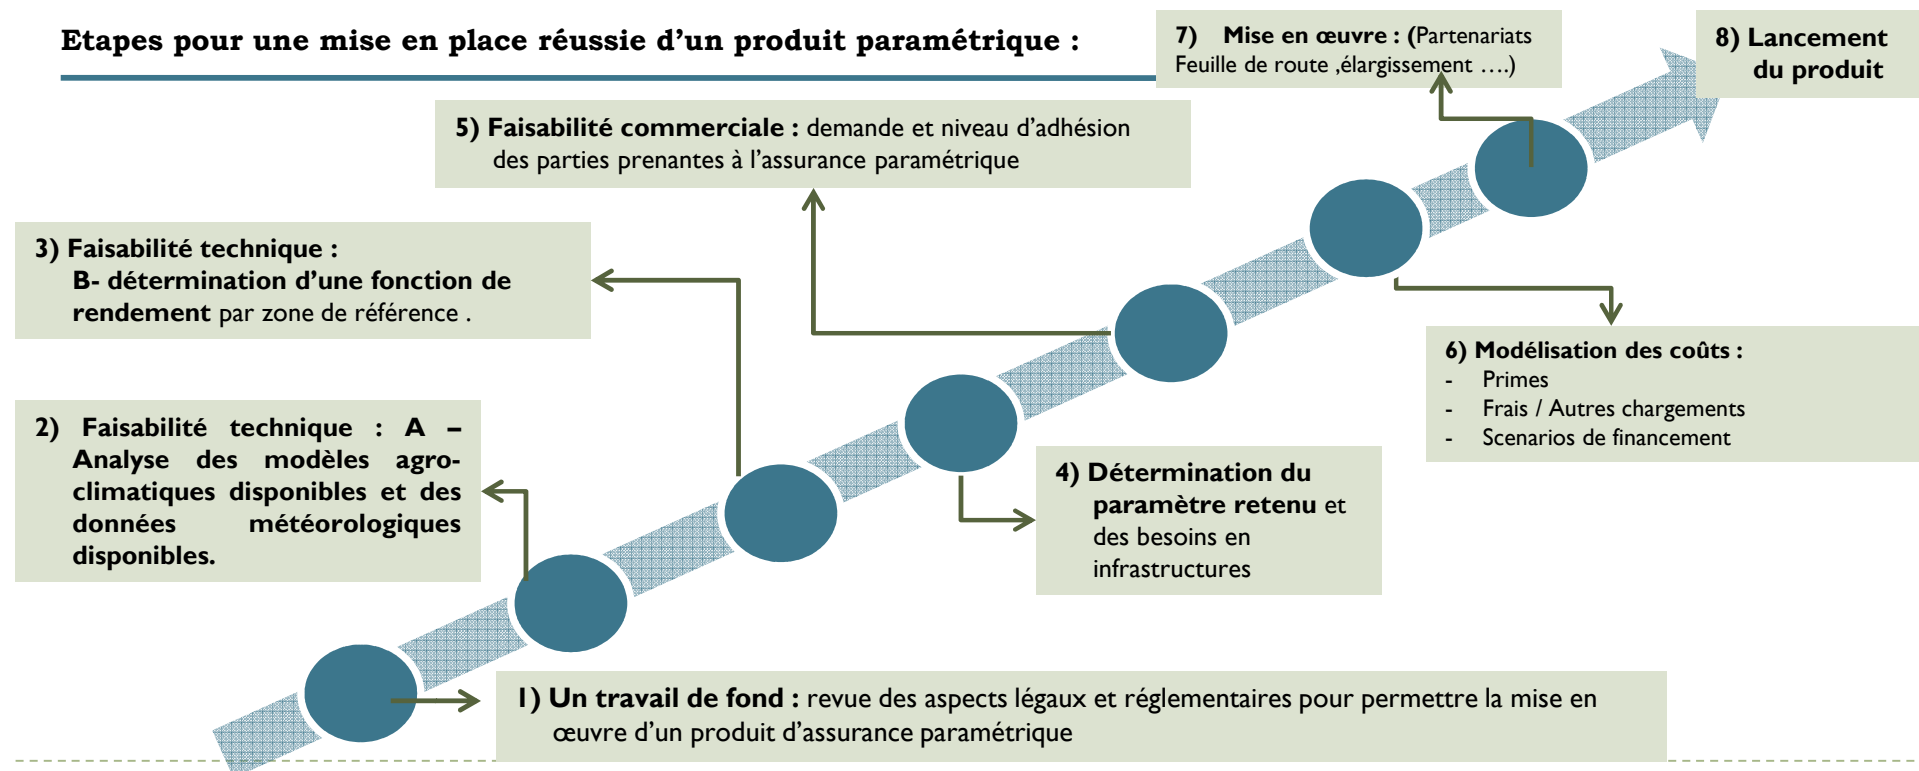 Etapes pour une mise en place réussie d’un produit paramétrique :
7) Mise en œuvre : (Partenariats
Feuille de route ,élargissement ….)
8) Lancement
du produit
5) Faisabilité commerciale : demande et niveau d’adhésion
des parties prenantes à l’assurance paramétrique
3) Faisabilité technique :
B- détermination d’une fonction de
rendement par zone de référence .
6) Modélisation des coûts :
- Primes
- Frais / Autres chargements
- Scenarios de financement
2) Faisabilité technique : A –
Analyse des modèles agro-
climatiques disponibles et des
données météorologiques
disponibles.
4) Détermination du
paramètre retenu et
des besoins en
infrastructures
1) Un travail de fond : revue des aspects légaux et réglementaires pour permettre la mise en
œuvre d’un produit d’assurance paramétrique